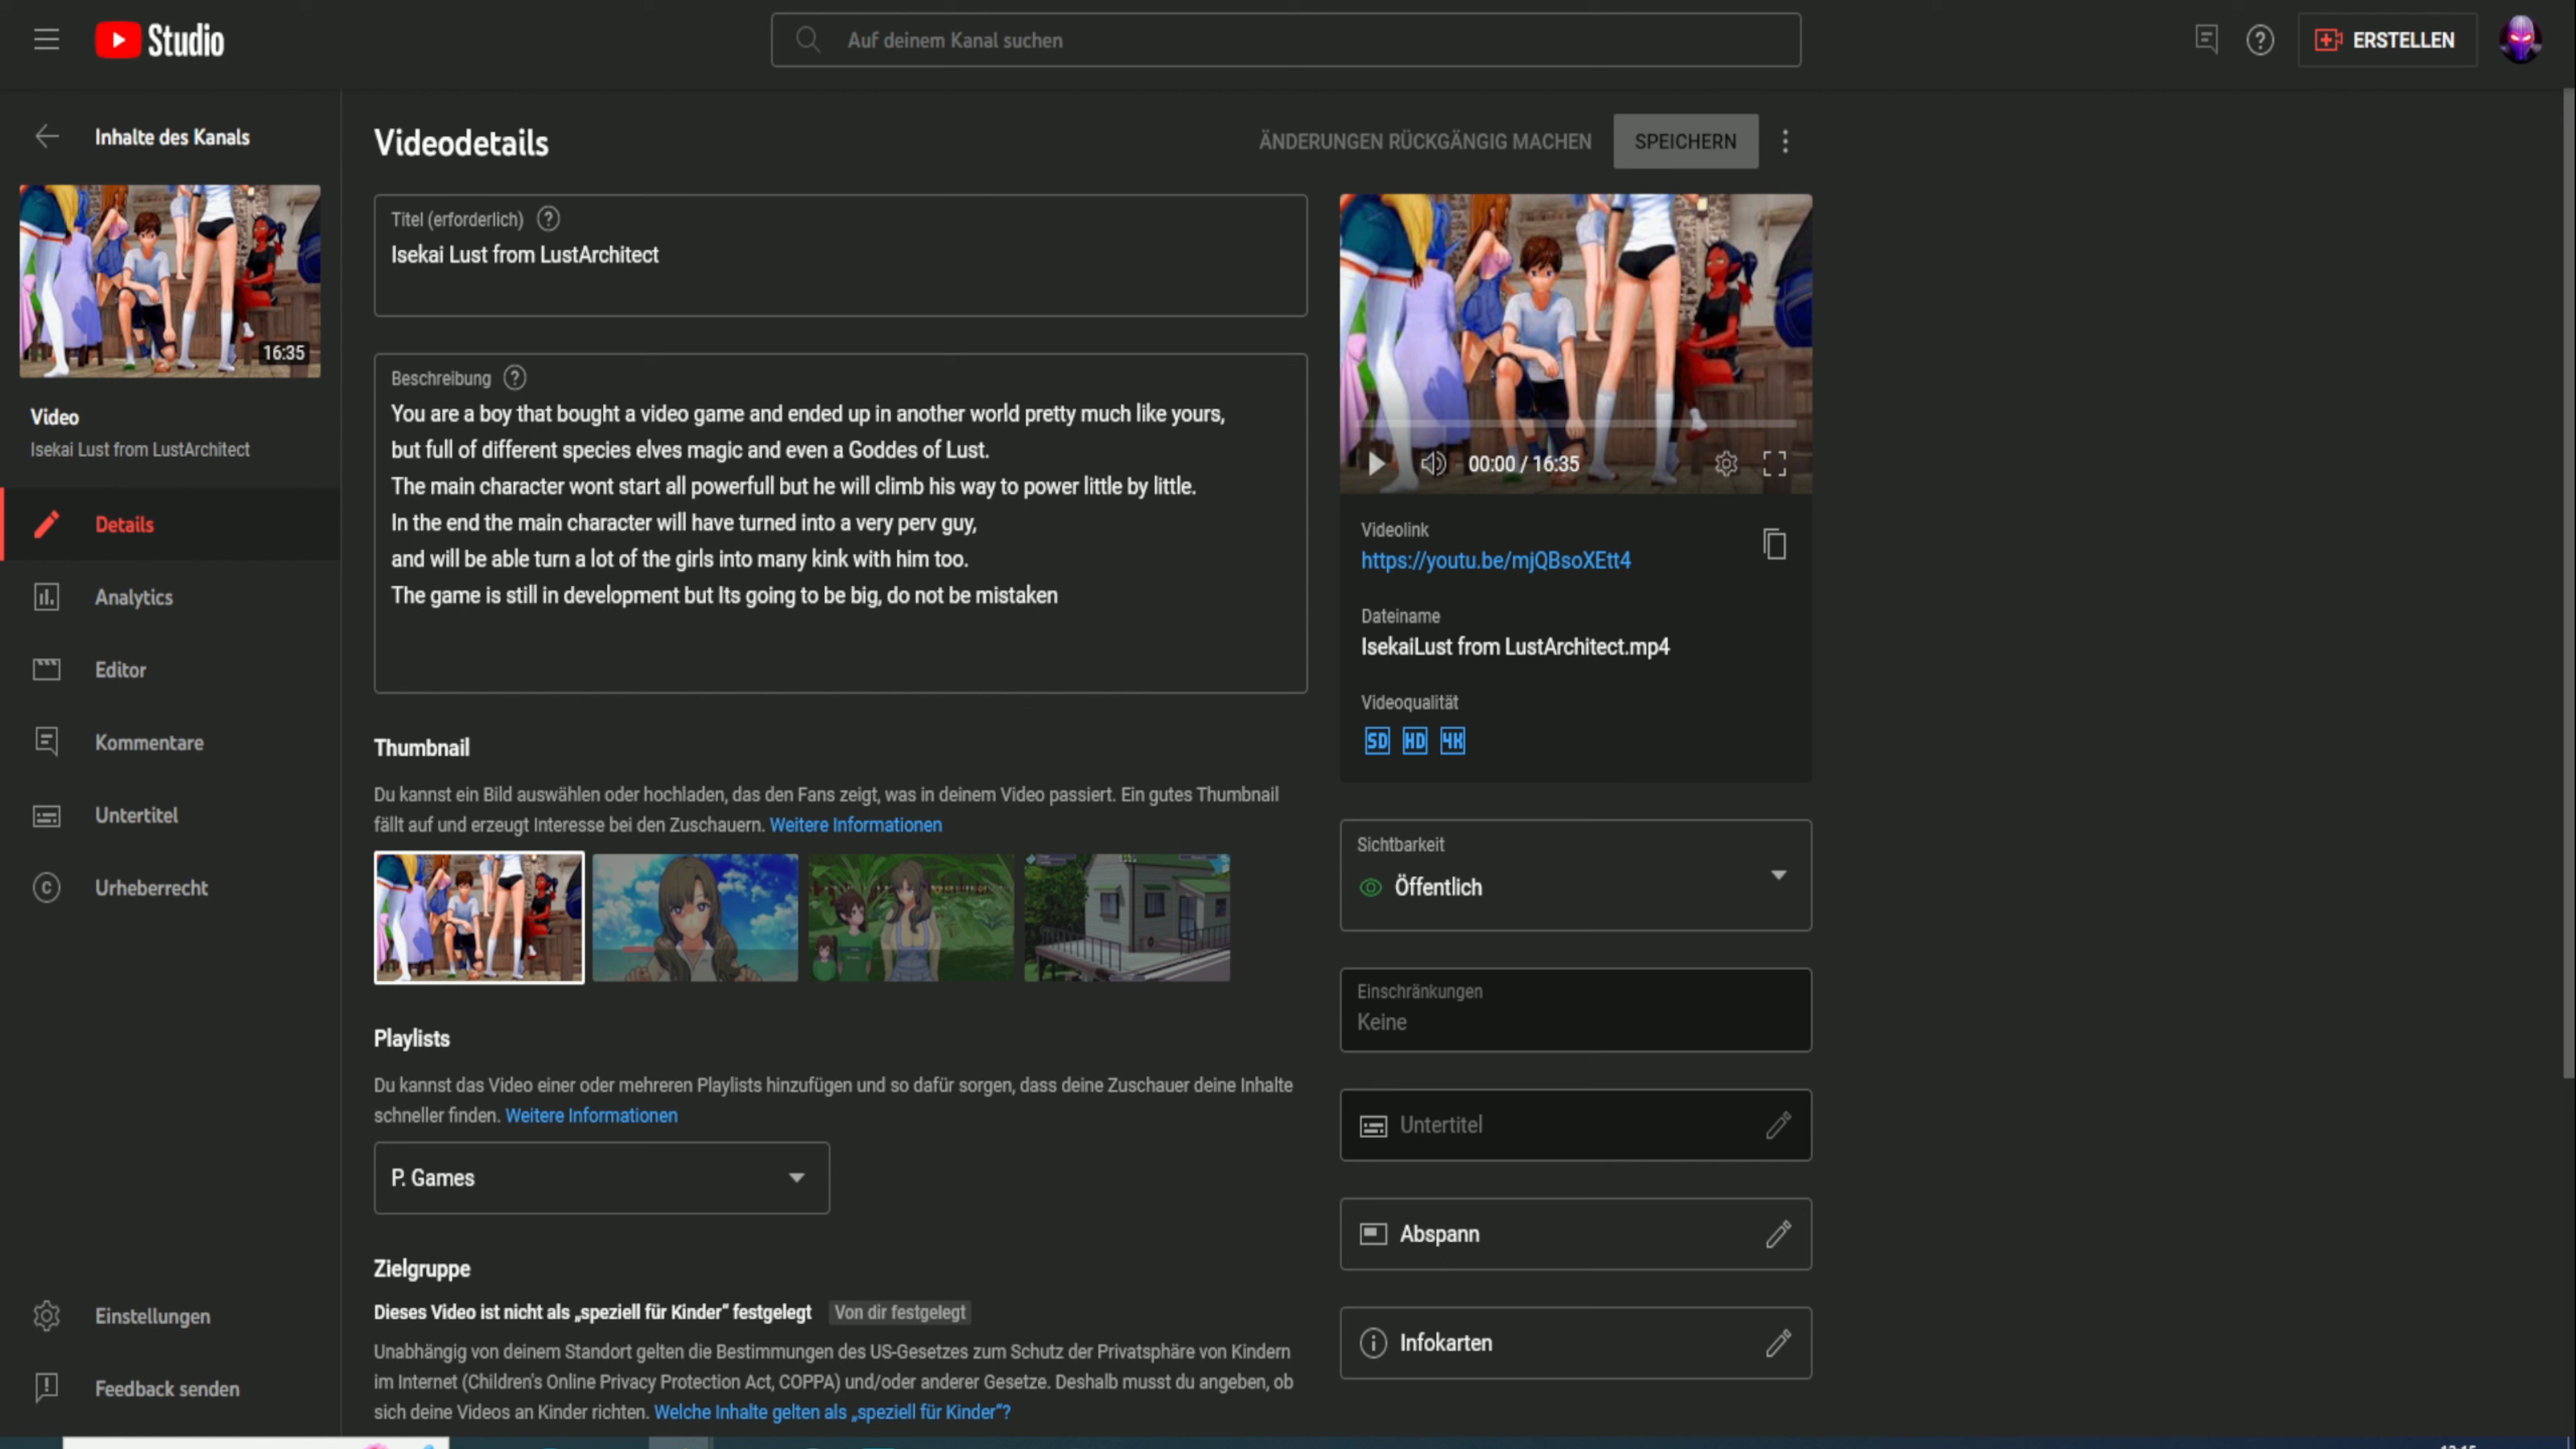 Studio
Auf deinem Kanal suchen
ERSTELLEN
Inhalte des Kanals
16:35
Video
Isekai Lust from LustArchitect
Details
Analytics
Editor
Kommentare
Untertitel
Urheberrecht
Einstellungen
Feedback senden
Videodetails
ÄNDERUNGEN RÜCKGÄNGIG MACHEN
SPEICHERN
Titel (erforderlich)
Isekai Lust from LustArchitect
Beschreibung
You are a boy that bought a video game and ended up in another world pretty much like yours,
but full of different species elves magic and even a Goddes of Lust.
The main character wont start all powerfull but he will climb his way to power little by little.
In the end the main character will have turned into a very perv guy,
and will be able turn a lot of the girls into many kink with him too.
The game is still in development but Its going to be big, do not be mistaken
Thumbnail
Du kannst ein Bild auswählen oder hochladen, das den Fans zeigt, was in deinem Video passiert. Ein gutes Thumbnail
fällt auf und erzeugt Interesse bei den Zuschauern. Weitere Informationen
Playlists
Du kannst das Video einer oder mehreren Playlists hinzufügen und so dafür sorgen, dass deine Zuschauer deine Inhalte
schneller finden. Weitere Informationen
P. Games
Zielgruppe
Dieses Video ist nicht als „speziell für Kinder“ festgelegt Von dir festgelegt
Unabhängig von deinem Standort gelten die Bestimmungen des US-Gesetzes zum Schutz der Privatsphäre von Kindern
im Internet (Children's Online Privacy Protection Act, COPPA) und/oder anderer Gesetze. Deshalb musst du angeben, ob
sich deine Videos an Kinder richten. Welche Inhalte gelten als „speziell für Kinder“?
00:00 / 16:35
Videolink
https://youtu.be/mjQBsoXEtt4
Dateiname
IsekaiLust from LustArchitect.mp4
Videoqualität
SD HD 4K
Sichtbarkeit
Öffentlich
Einschränkungen
Keine
Untertitel
Abspann
Infokarten